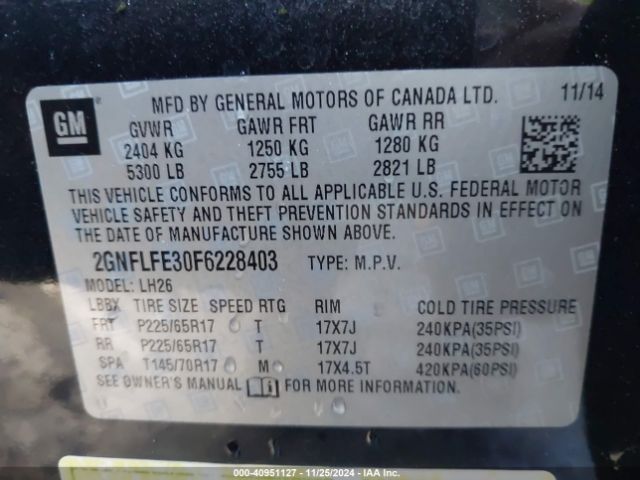 GM
MFD BY GENERAL MOTORS OF CANADA LTD. 11/14
GVWR GAWR FRT GAWR RR
2404 KG 1250 KG 1280 KG
5300 LB 2755 LB 2821 LB
THIS VEHICLE CONFORMS TO ALL APPLICABLE U.S. FEDERAL MOTOR
VEHICLE SAFETY AND THEFT PREVENTION STANDARDS IN EFFECT ON
THE DATE OF MANUFACTURE SHOWN ABOVE.
2GNFLFE30F6228403 TYPE: M.P.V.
MODEL: LH26
LBBX TIRE SIZE SPEED RTG RIM COLD TIRE PRESSURE
FRT P225/65R17 T 17X7J 240KPA(35PSI)
RR P225/65R17 T 17X7J 240KPA(35PSI)
SPA T145/70R17 M 17X4.5T 420KPA(60PSI)
SEE OWNER'S MANUAL FOR MORE INFORMATION.
000-40951127 - 11/25/2024 - IAA Inc.